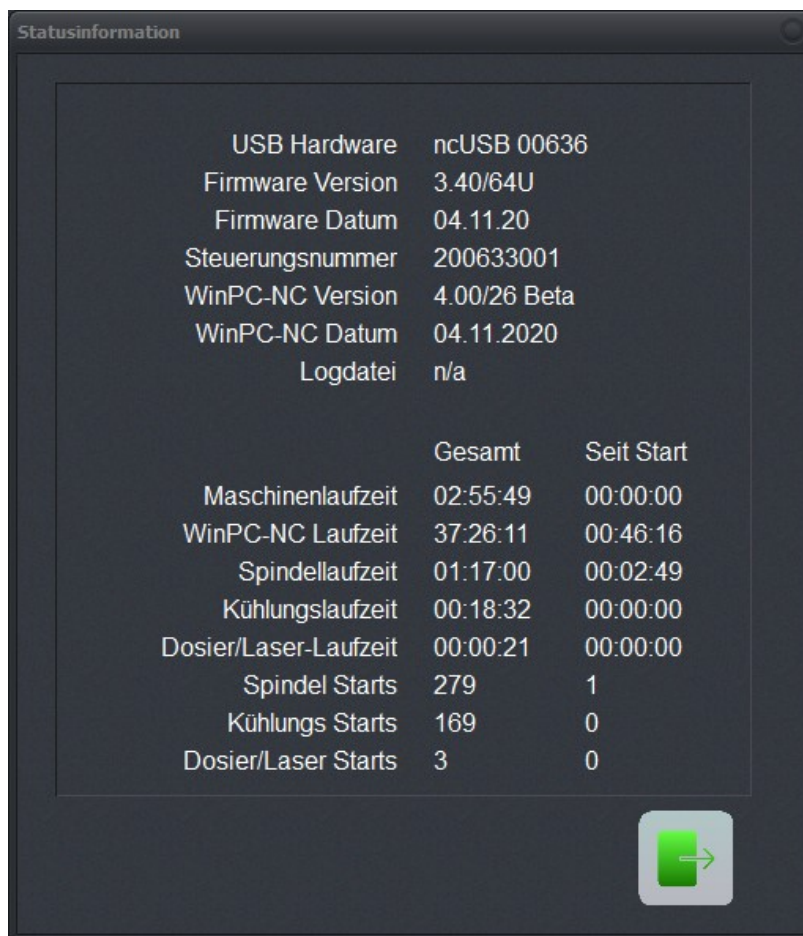 Statusinformation
USB Hardware ncUSB 00636
Firmware Version 3.40/64U
Firmware Datum 04.11.20
Steuerungsnummer 200633001
WinPC-NC Version 4.00/26 Beta
WinPC-NC Datum 04.11.2020
Logdatei n/a
Gesamt Seit Start
Maschinenlaufzeit 02:55:49 00:00:00
WinPC-NC Laufzeit 37:26:11 00:46:16
Spindellaufzeit 01:17:00 00:02:49
Kühlungslaufzeit 00:18:32 00:00:00
Dosier/Laser-Laufzeit 00:00:21 00:00:00
Spindel Starts 279 1
Kühlungs Starts 169 0
Dosier/Laser Starts 3 0